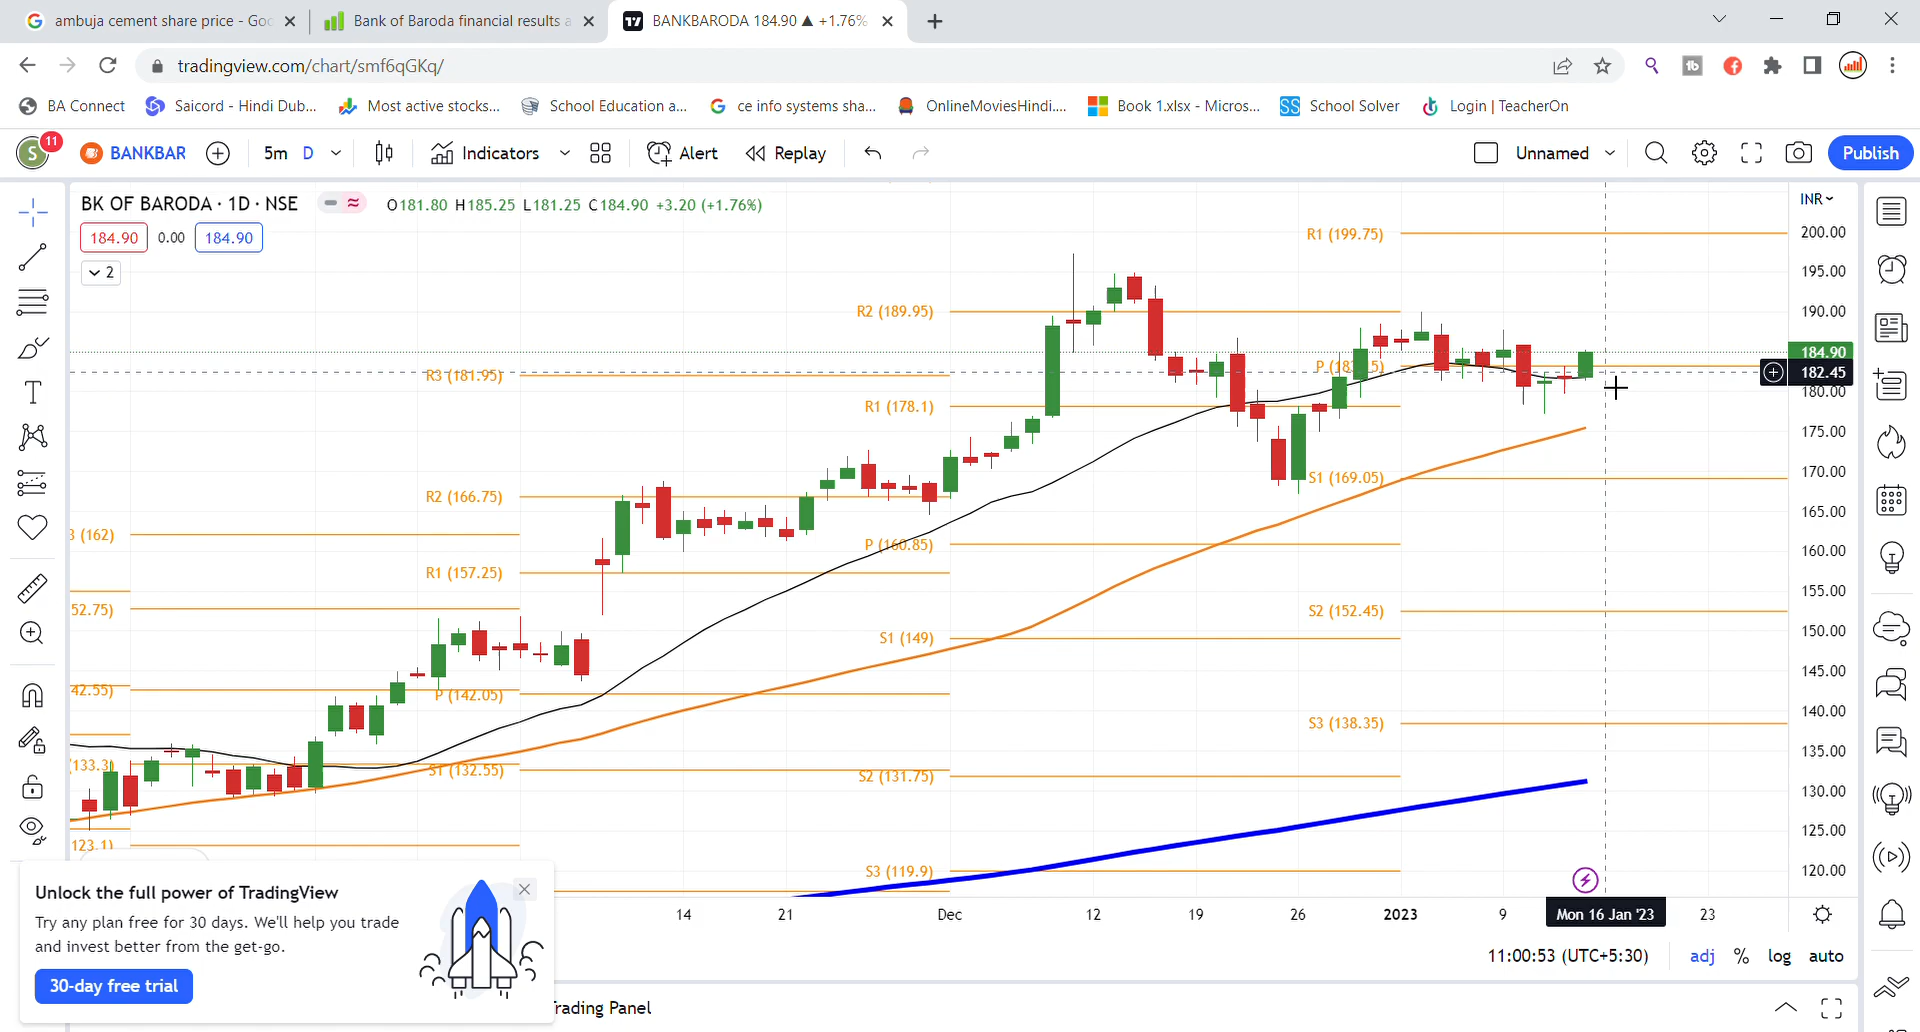 ambuja cement share price - Goo
Bank of Baroda financial results a
BANKBARODA 184.90 ▲ +1.76%
tradingview.com/chart/smf6qGKq/
BA Connect
Saicord - Hindi Dub...
Most active stocks...
School Education a...
ce info systems sha...
OnlineMoviesHindi....
Book 1.xlsx - Micros...
SS School Solver
Login | TeacherOn
S 11 BANKBAR 5m D Indicators Alert Replay Unnamed Publish
BK OF BARODA · 1D · NSE O181.80 H185.25 L181.25 C184.90 +3.20 (+1.76%)
INR
184.90 0.00 184.90
2
R1 (199.75)
R2 (189.95)
R3 (181.95)
R1 (178.1)
S1 (169.05)
R2 (166.75)
3 (162)
P (160.85)
R1 (157.25)
52.75)
S2 (152.45)
S1 (149)
42.55)
P (142.05)
S3 (138.35)
(133.3)
S1 (132.55)
S2 (131.75)
123.1)
S3 (119.9)
200.00
195.00
190.00
184.90
182.45
180.00
175.00
170.00
165.00
160.00
155.00
150.00
145.00
140.00
135.00
130.00
125.00
120.00
14 21 Dec 12 19 26 2023 9 Mon 16 Jan '23 23
11:00:53 (UTC+5:30) adj % log auto
Unlock the full power of TradingView
Try any plan free for 30 days. We'll help you trade
and invest better from the get-go.
30-day free trial
rading Panel